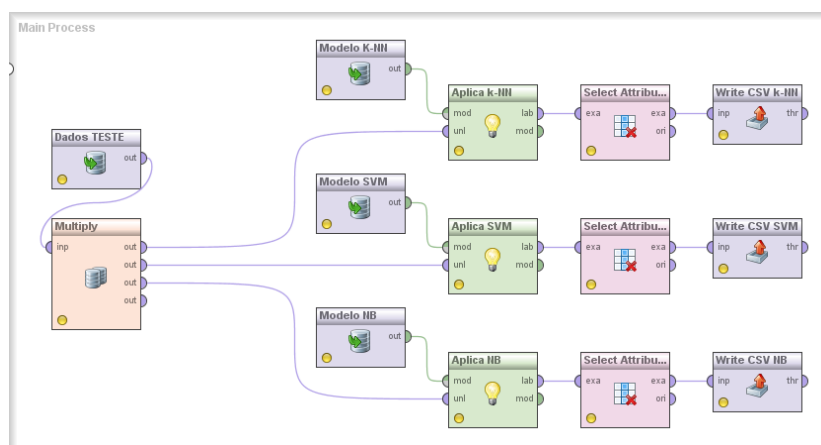 Main Process
Modelo K-NN
out
Aplica k-NN
mod
lab
unl
mod
Select Attribu...
exa
exa
ori
Write CSV k-NN
inp
thr
Dados TESTE
out
Multiply
inp
out
out
out
out
Modelo SVM
out
Aplica SVM
mod
lab
unl
mod
Select Attribu...
exa
exa
ori
Write CSV SVM
inp
thr
Modelo NB
out
Aplica NB
mod
lab
unl
mod
Select Attribu...
exa
exa
ori
Write CSV NB
inp
thr